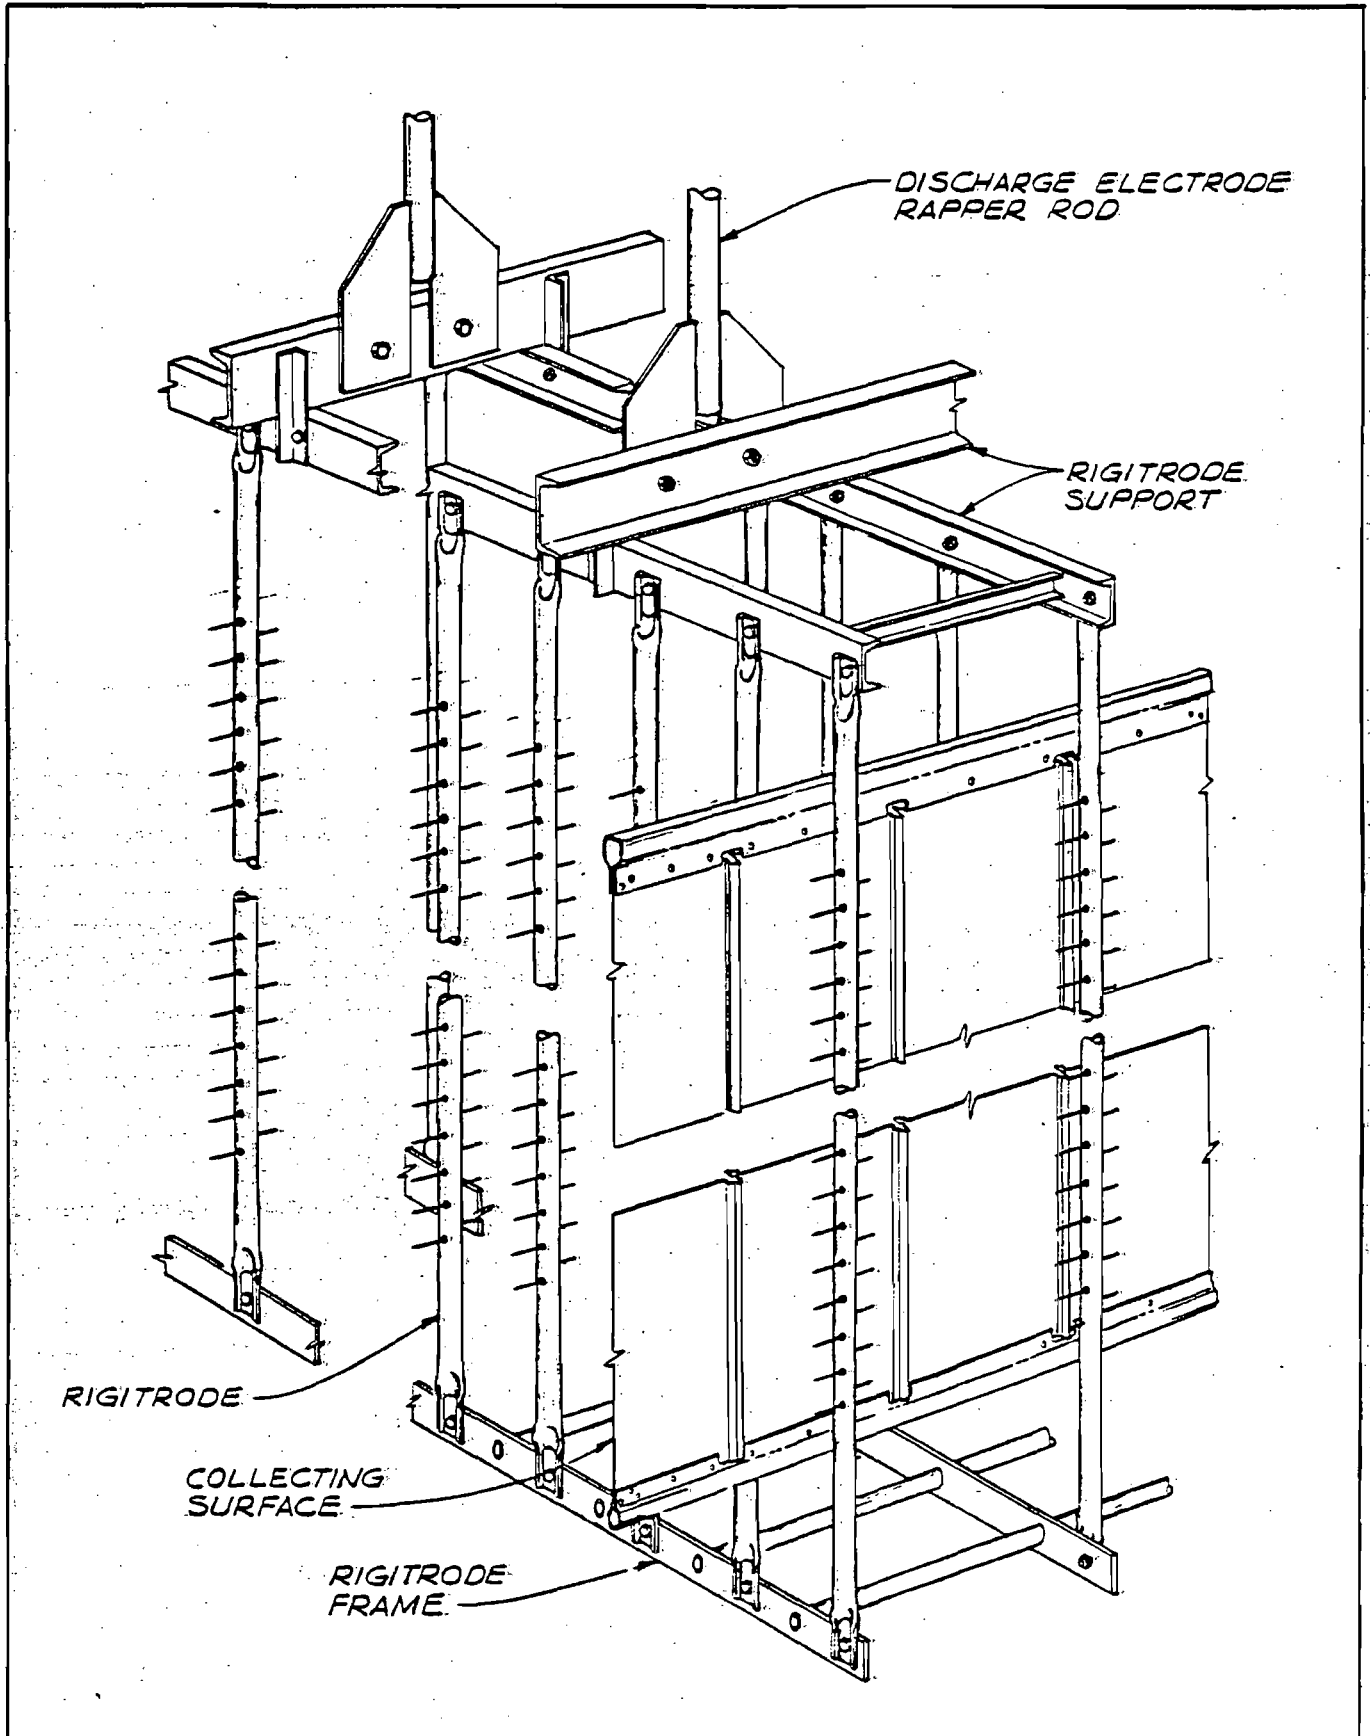 DISCHARGE ELECTRODE
RAPPER ROD
RIGITRODE
SUPPORT
RIGITRODE
COLLECTING
SURFACE
RIGITRODE
FRAME